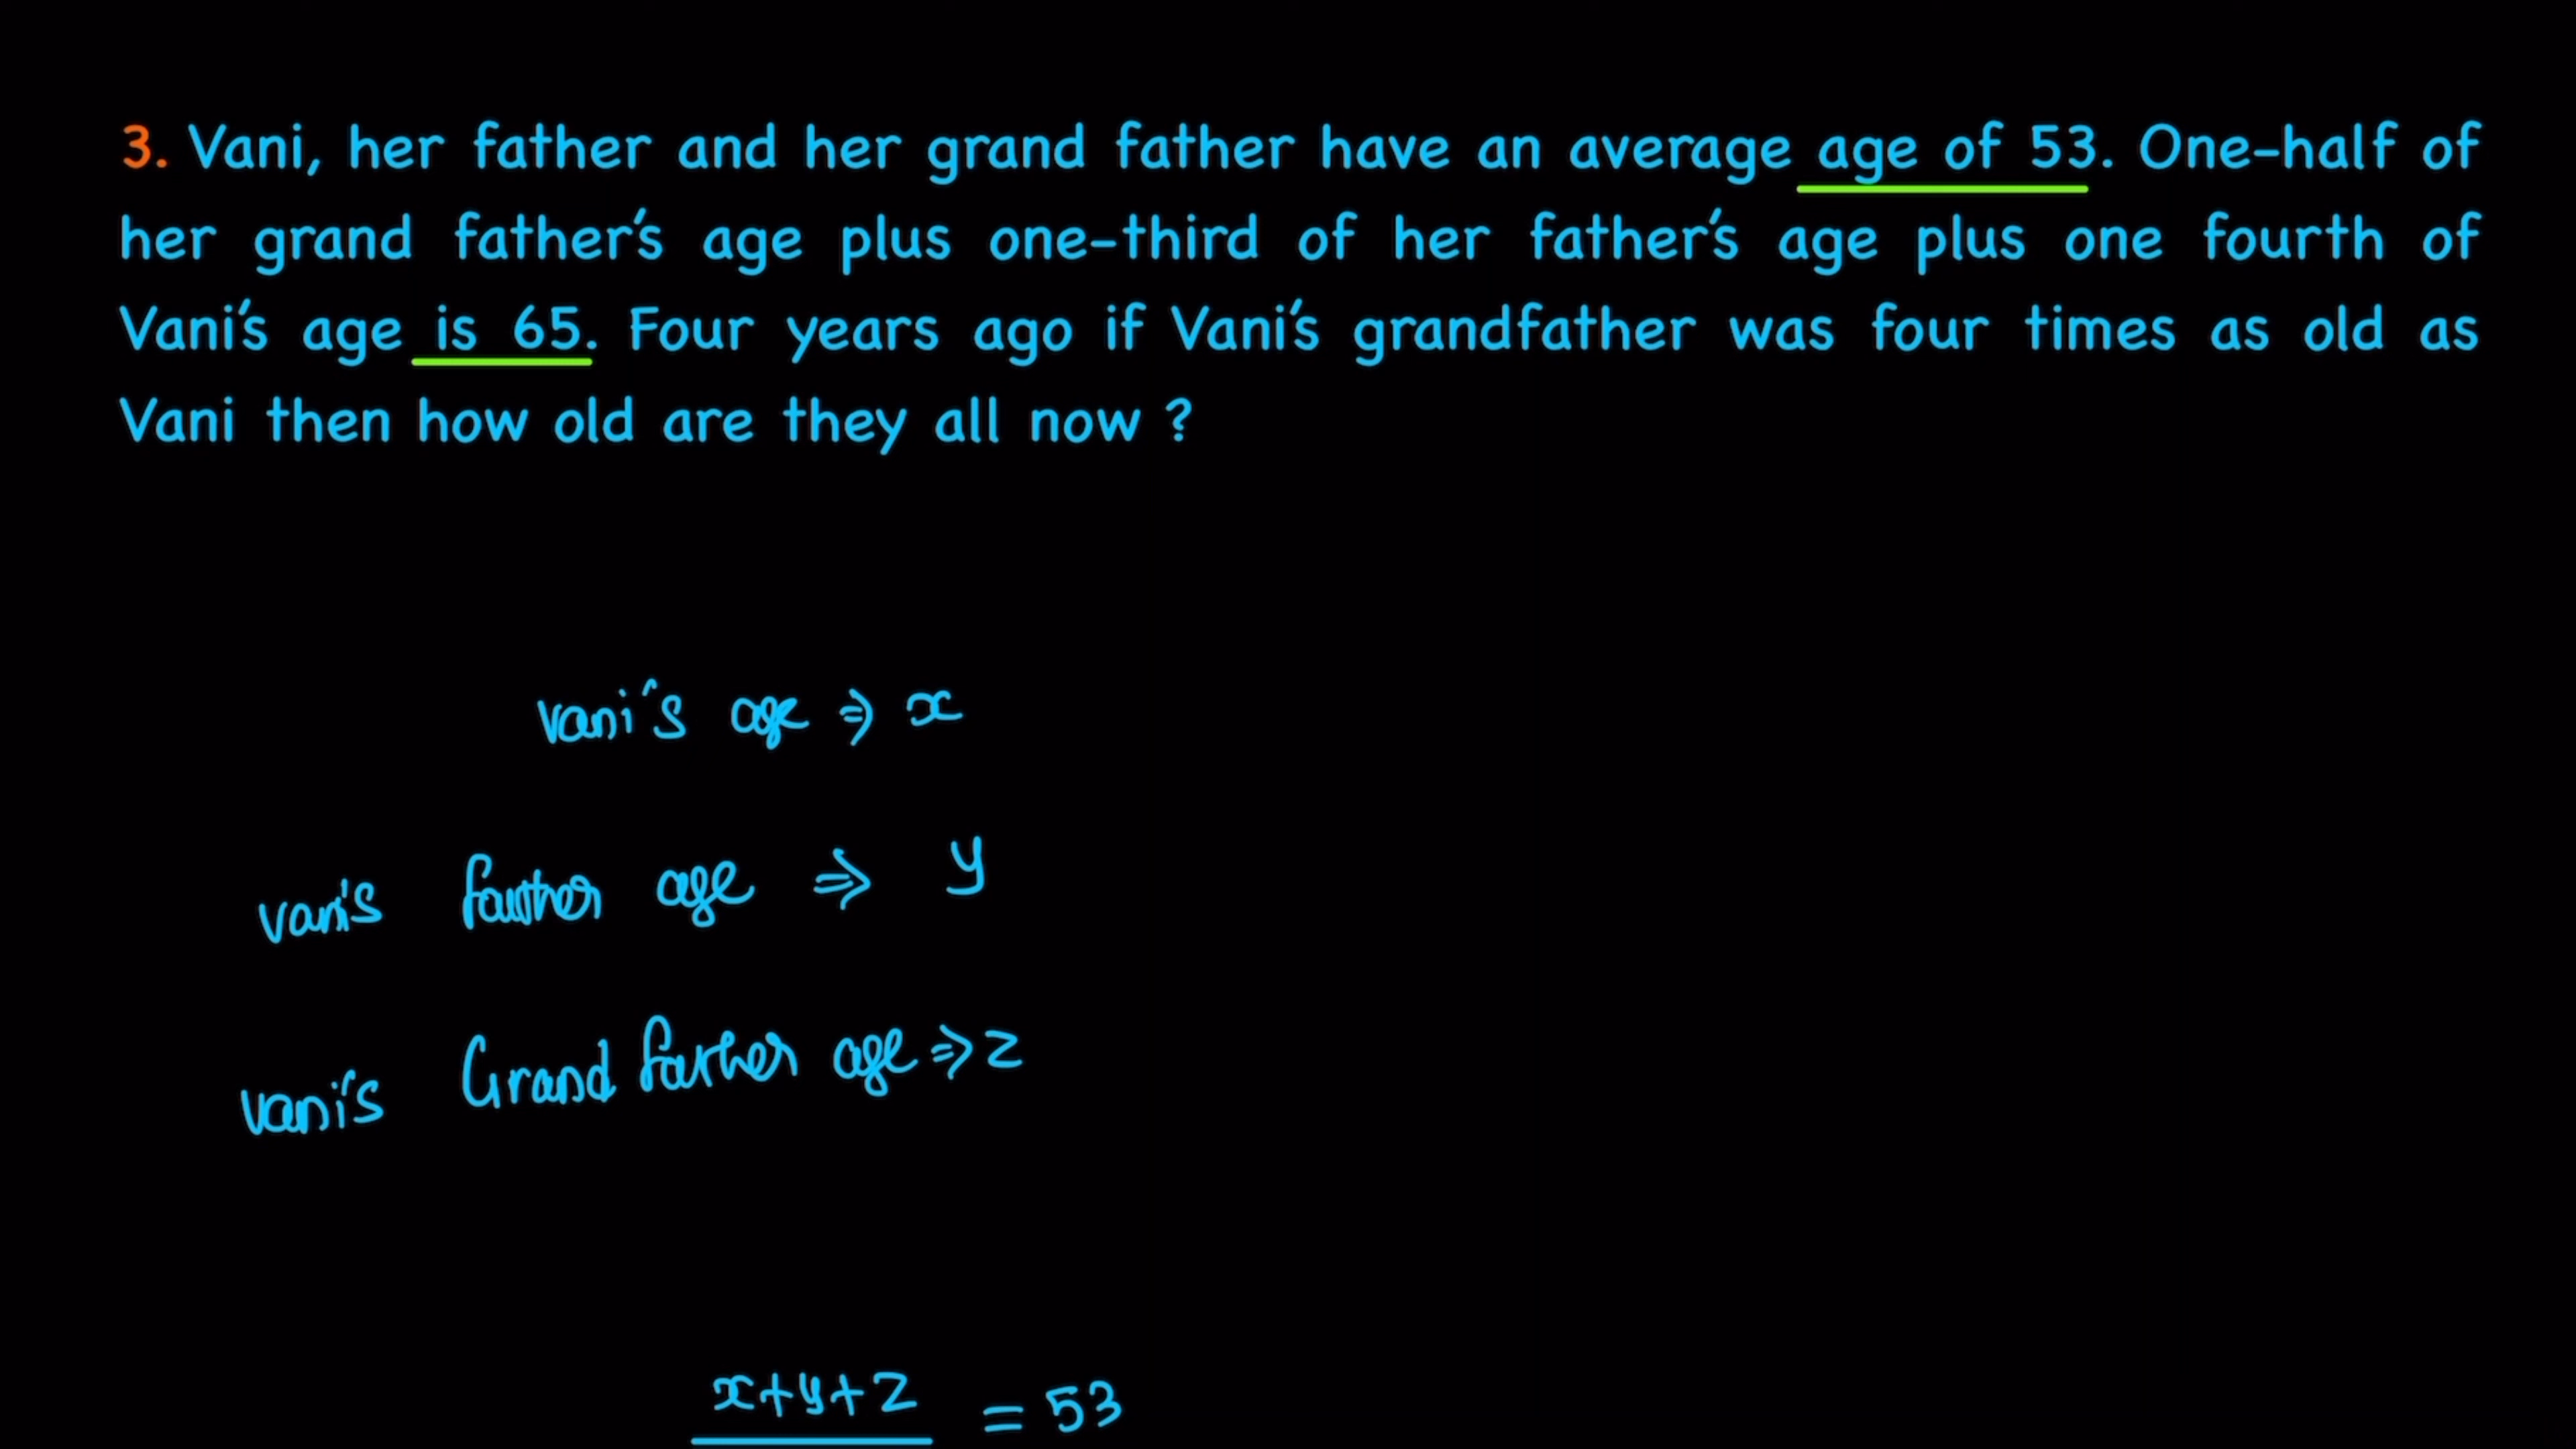 3. Vani, her father and her grand father have an average age of 53. One-half of
her grand father's age plus one-third of her father's age plus one fourth of
Vani's age is 65. Four years ago if Vani's grandfather was four times as old as
Vani then how old are they all now ?
vani's age ⇒ x
vani's father age ⇒ y
vani's Grand father age ⇒ z
x+y+z = 53